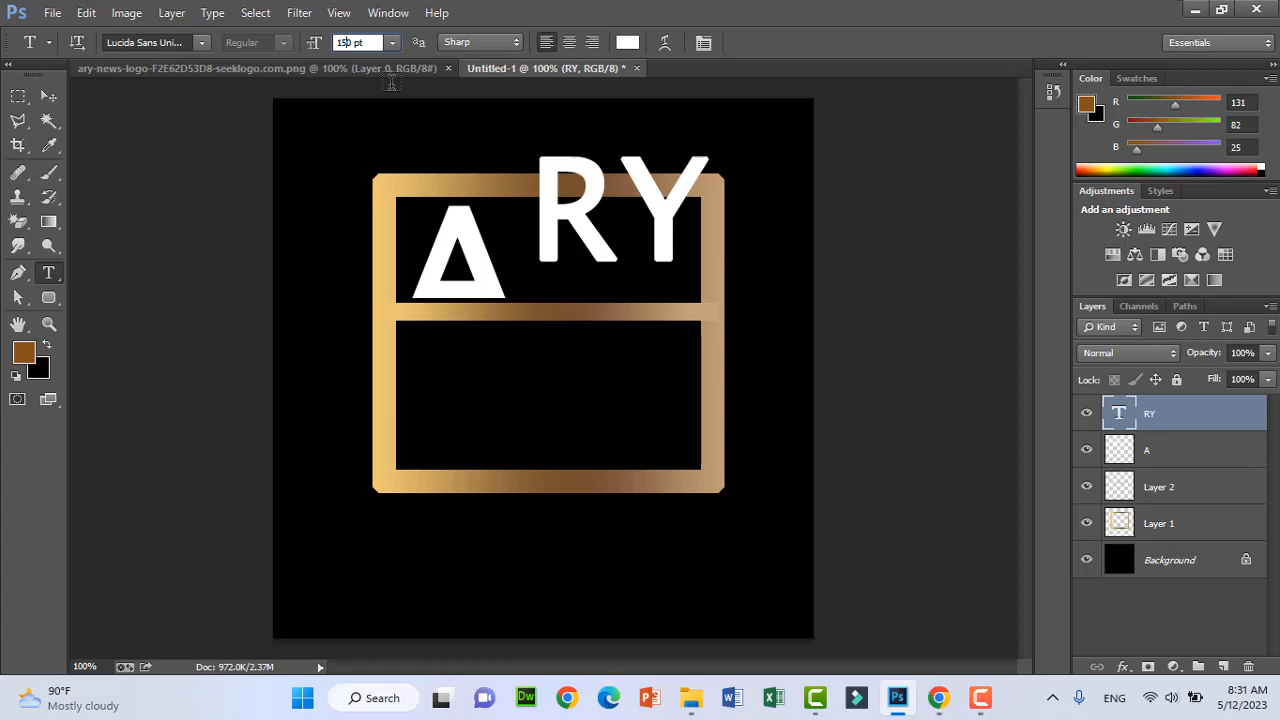 Ps File Edit Image Layer Type Select Filter View Window Help
T Lucida Sans Uni... Regular 150 pt aa Sharp Essentials
ary-news-logo-F2E62D53D8-seeklogo.com.png @ 100% (Layer 0, RGB/8#) × Untitled-1 @ 100% (RY, RGB/8) * ×
Color Swatches
R 131
G 82
B 25
Adjustments Styles
Add an adjustment
RY
A
Layers Channels Paths
Kind
Normal Opacity: 100%
Lock: Fill: 100%
RY
A
Layer 2
Layer 1
Background
100% Doc: 972.0K/2.37M
90°F
Mostly cloudy
Search
ENG
8:31 AM
5/12/2023